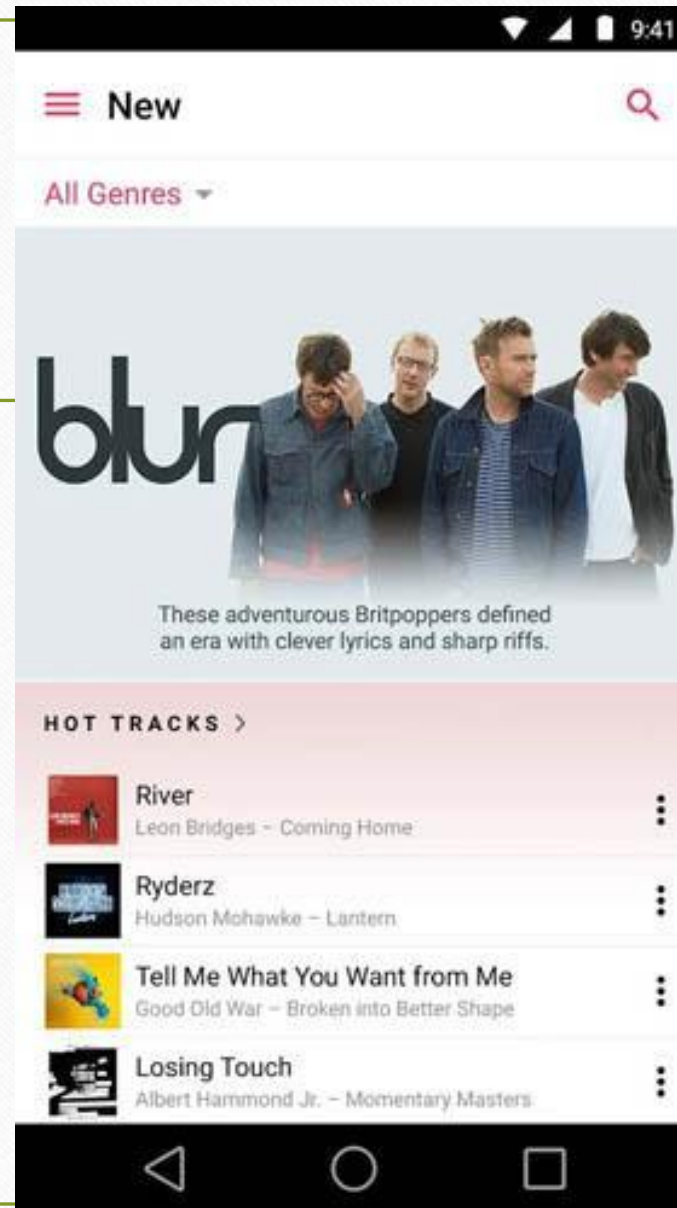 9:41
New
All Genres
blur
These adventurous Britpoppers defined
an era with clever lyrics and sharp riffs.
HOT TRACKS >
River
Leon Bridges – Coming Home
Ryderz
Hudson Mohawke – Lantern
Tell Me What You Want from Me
Good Old War – Broken into Better Shape
Losing Touch
Albert Hammond Jr. – Momentary Masters